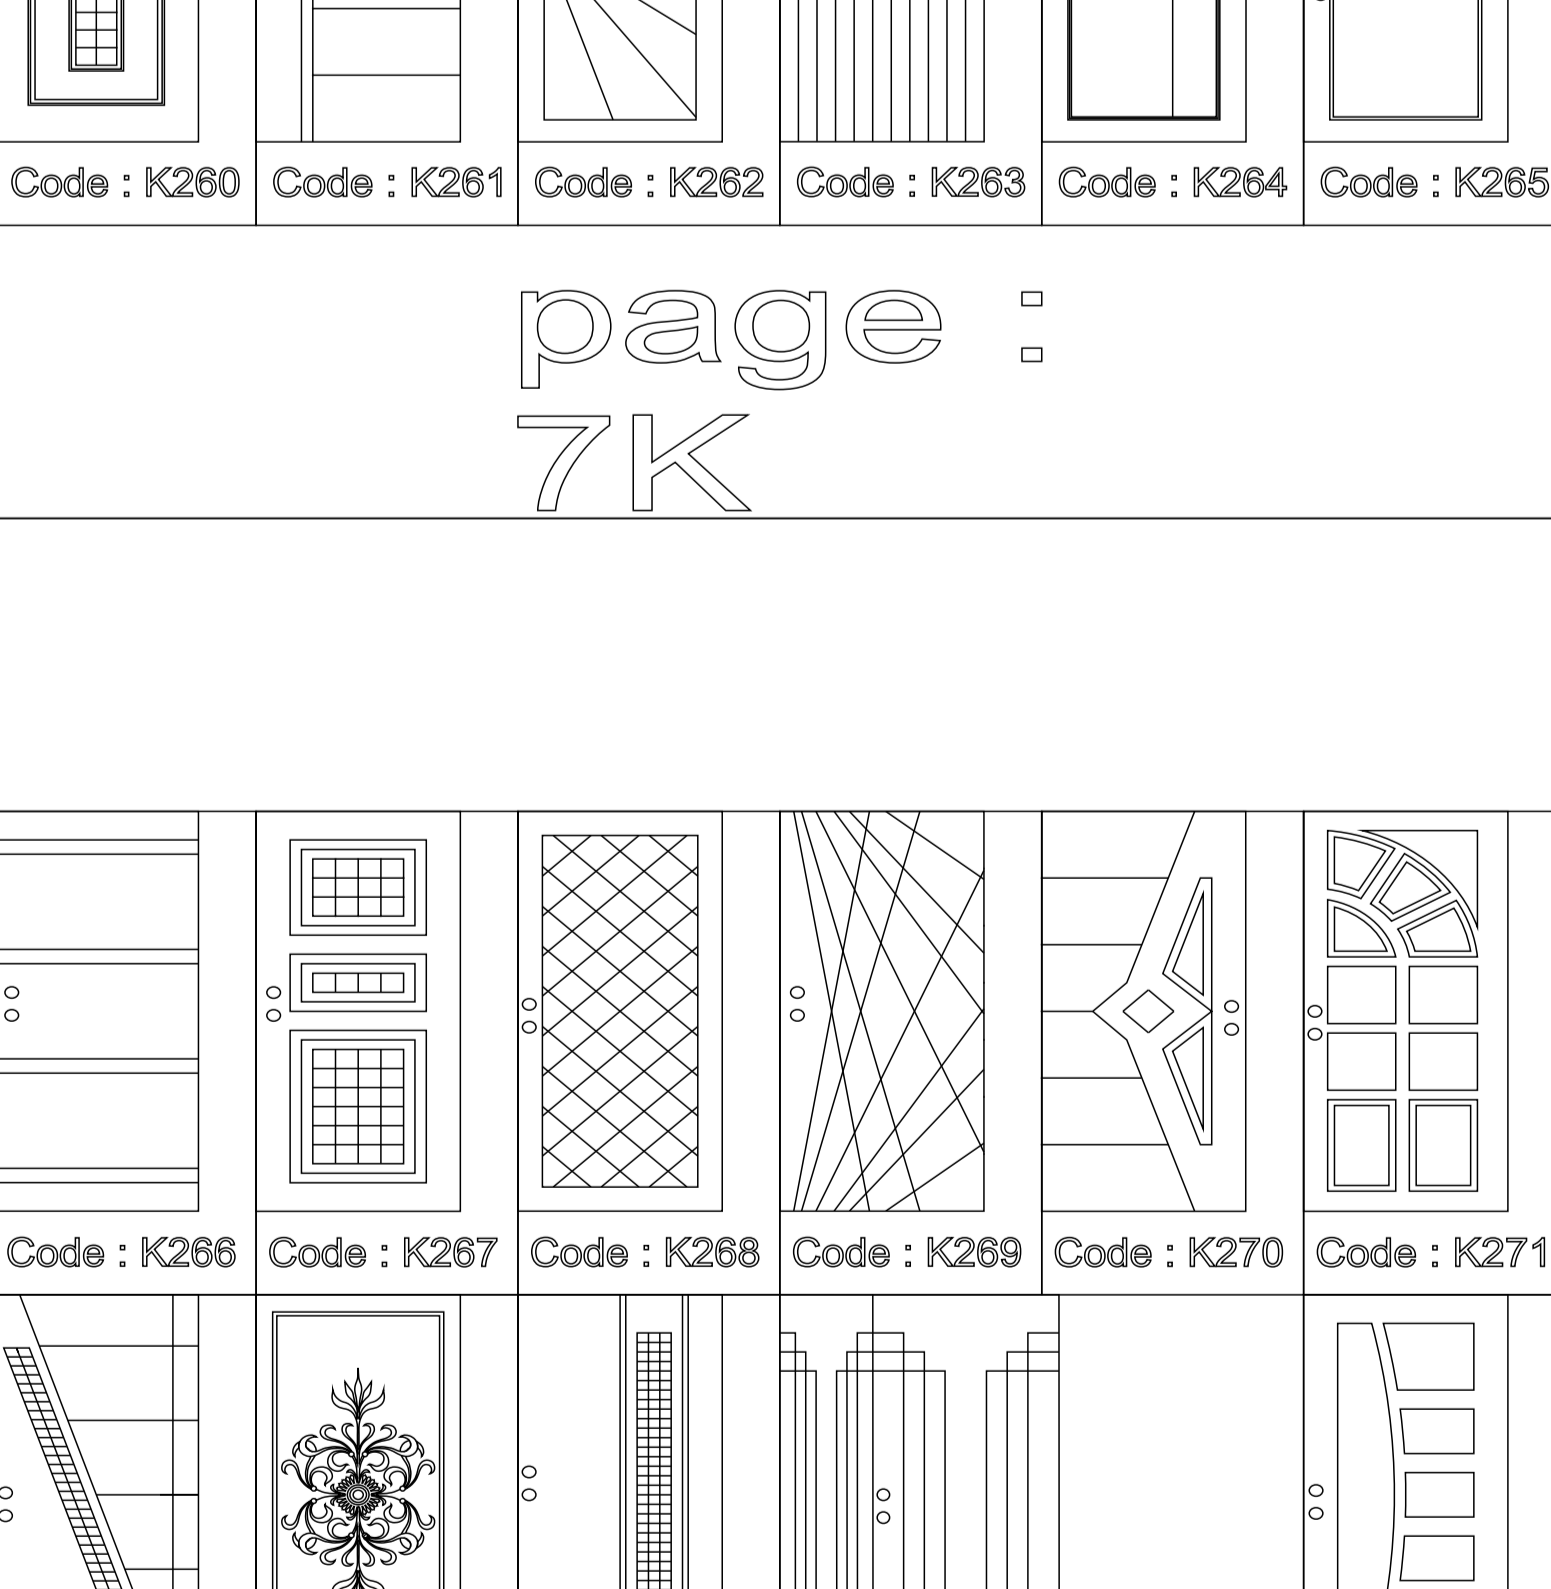 Code : K260 Code : K261 Code : K262 Code : K263 Code : K264 Code : K265
page :
7K
Code : K266 Code : K267 Code : K268 Code : K269 Code : K270 Code : K271